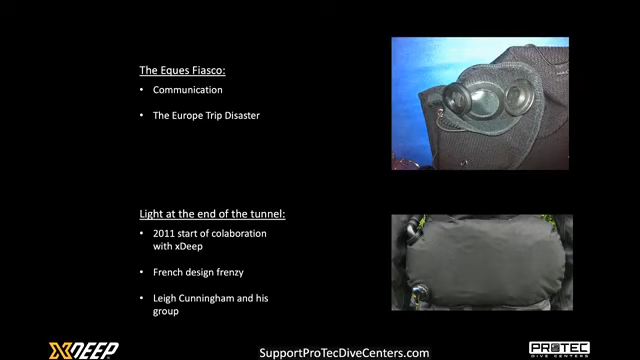 The Eques Fiasco:
• Communication
• The Europe Trip Disaster
Light at the end of the tunnel:
• 2011 start of colaboration
with xDeep
• French design frenzy
• Leigh Cunningham and his
group
XDEEP
SupportProTecDiveCenters.com
PROTEC
DIVE CENTERS